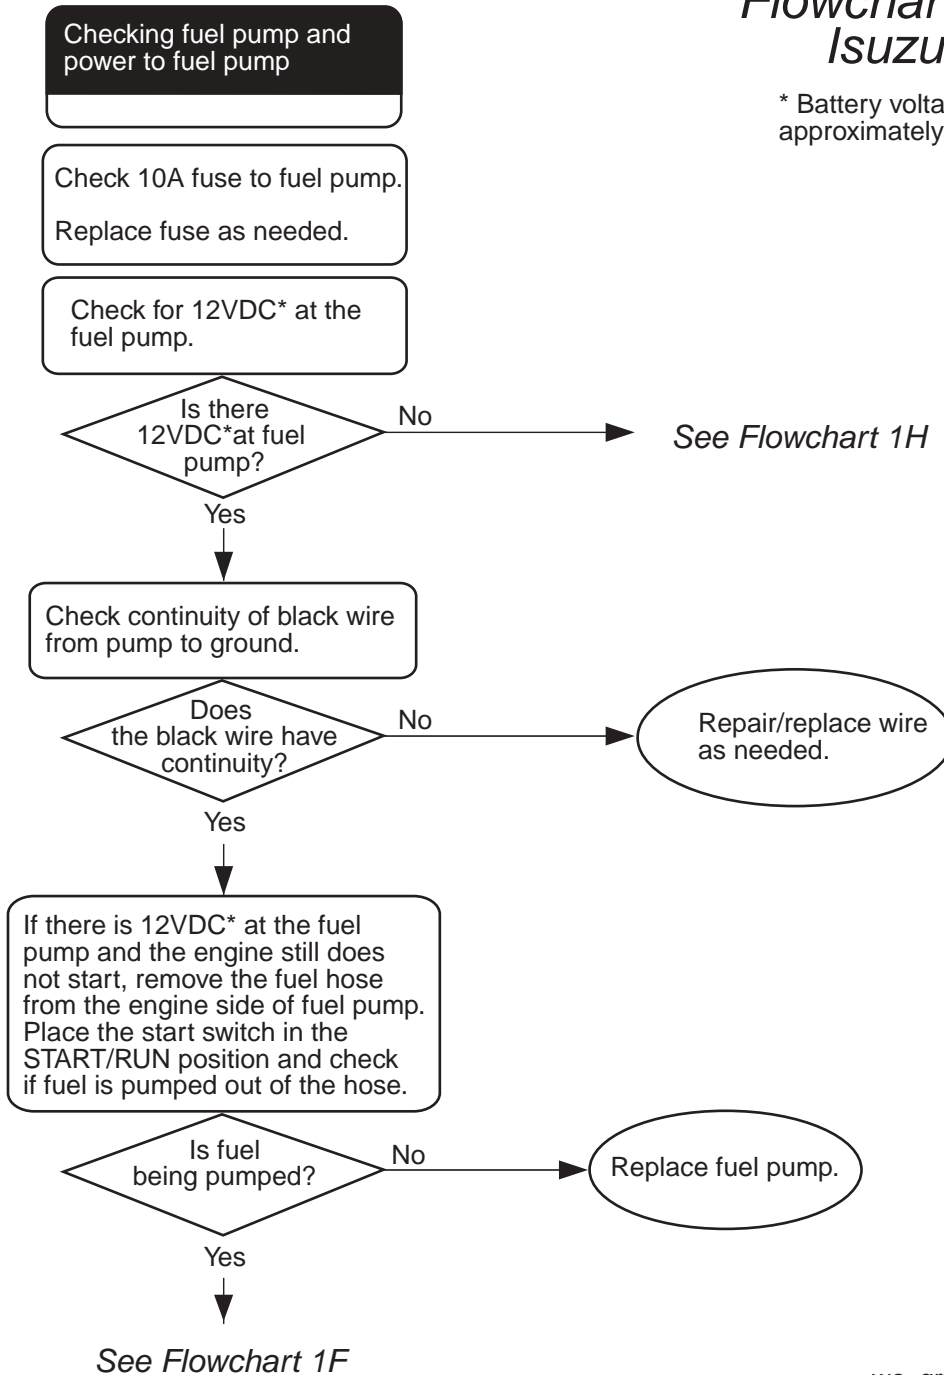 Checking fuel pump and
power to fuel pump
Isuzu
* Battery
approximately
Check 10A fuse to fuel pump.
Replace fuse as needed.
Check for 12VDC* at the
fuel pump.
Is there
12VDC*at fuel
pump?
No
See Flowchart 1H
Yes
Check continuity of black wire
from pump to ground.
Does
the black wire have
continuity?
No
Repair/replace wire
as needed.
Yes
If there is 12VDC* at the fuel
pump and the engine still does
not start, remove the fuel hose
from the engine side of fuel pump.
Place the start switch in the
START/RUN position and check
if fuel is pumped out of the hose.
Is fuel
being pumped?
No
Replace fuel pump.
Yes
See Flowchart 1F